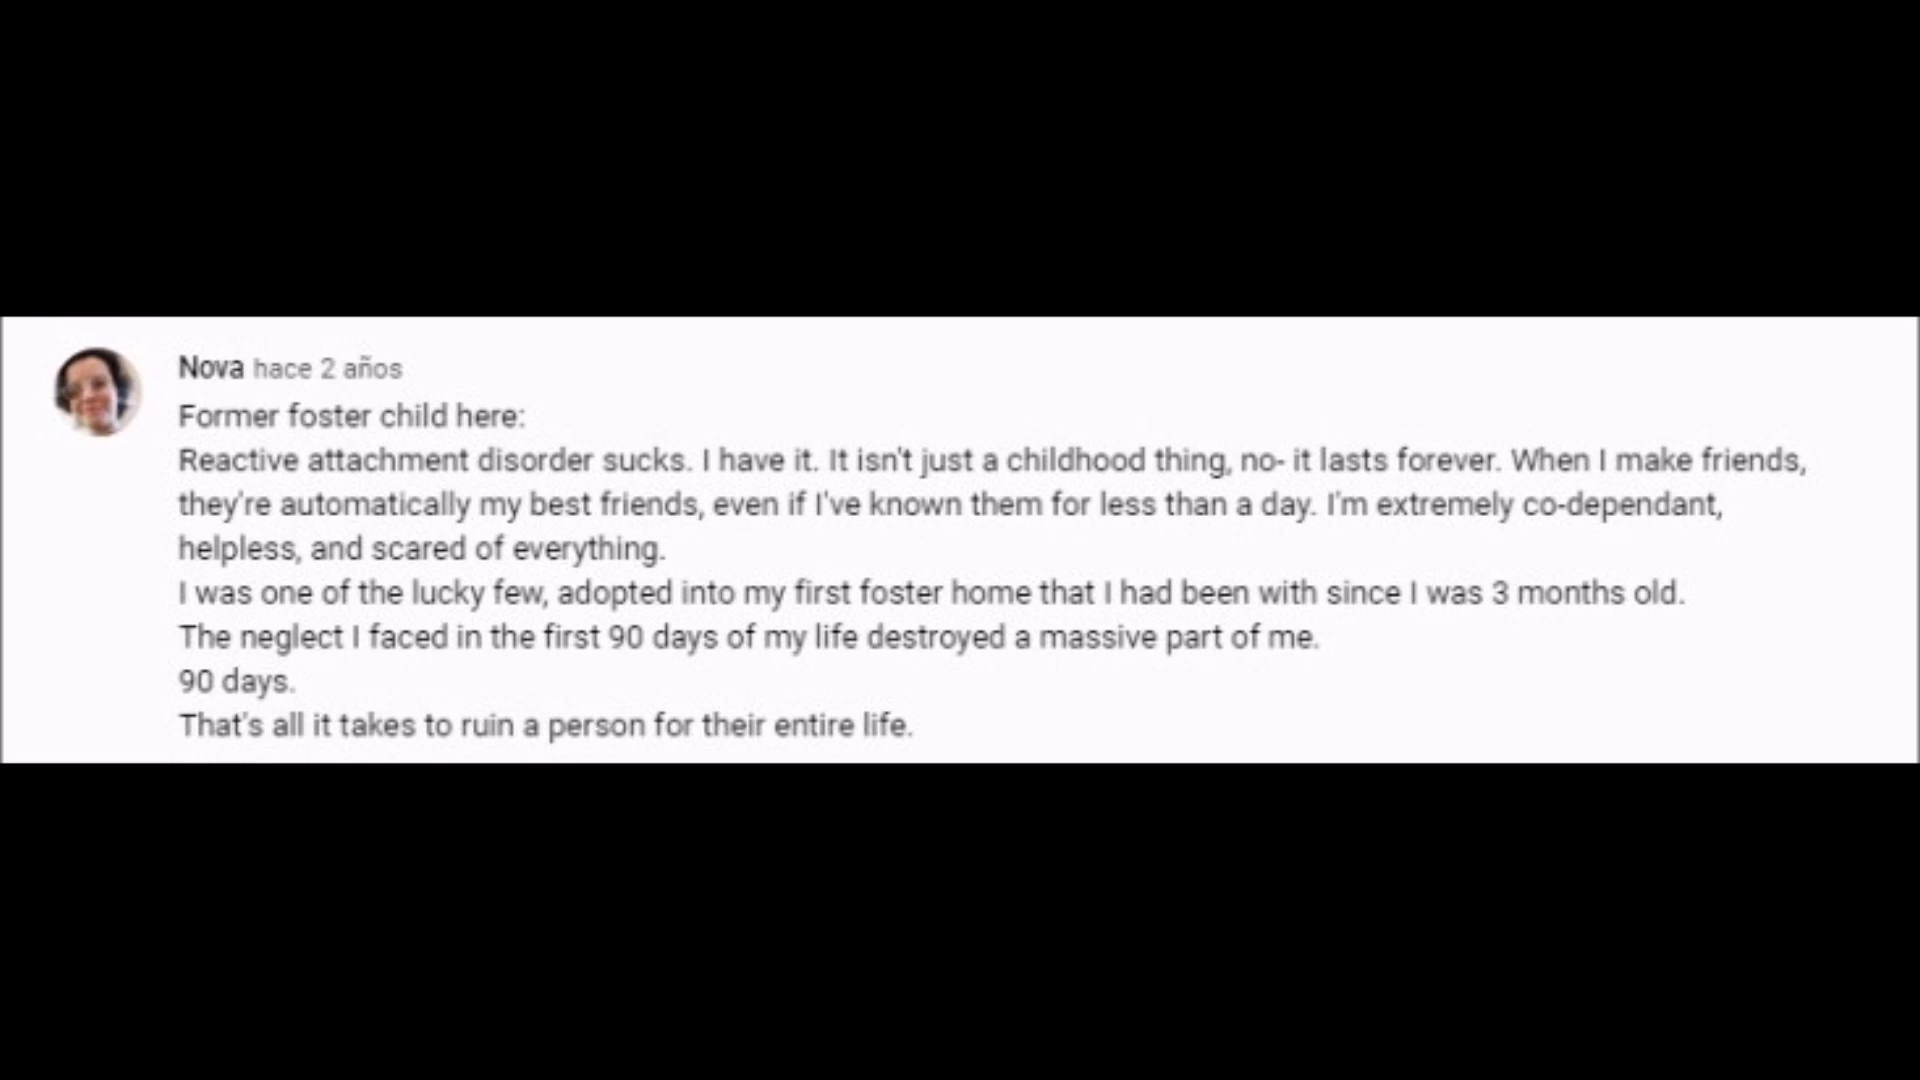 Nova hace 2 años
Former foster child here:
Reactive attachment disorder sucks. I have it. It isn't just a childhood thing, no- it lasts forever. When I make friends,
they're automatically my best friends, even if I've known them for less than a day. I'm extremely co-dependant,
helpless, and scared of everything.
I was one of the lucky few, adopted into my first foster home that I had been with since I was 3 months old.
The neglect I faced in the first 90 days of my life destroyed a massive part of me.
90 days.
That's all it takes to ruin a person for their entire life.